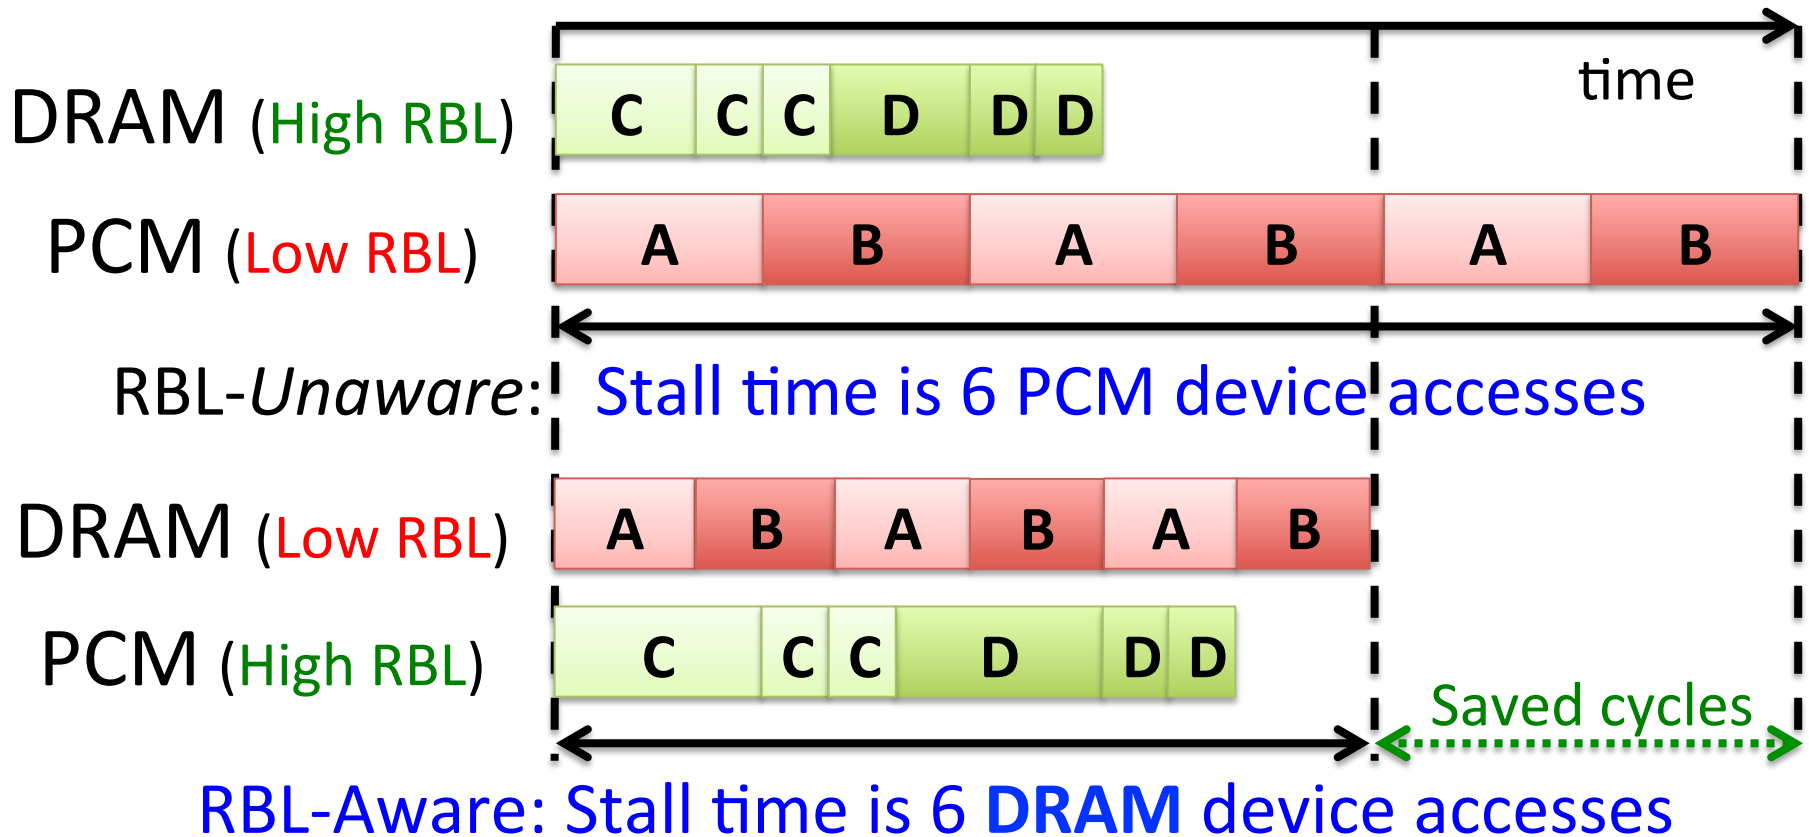 time
DRAM (High RBL) C C C D D D
PCM (Low RBL) A B A B A B
RBL-Unaware: Stall time is 6 PCM device accesses
DRAM (Low RBL) A B A B A B
PCM (High RBL) C C C D D D
Saved cycles
RBL-Aware: Stall time is 6 DRAM device accesses